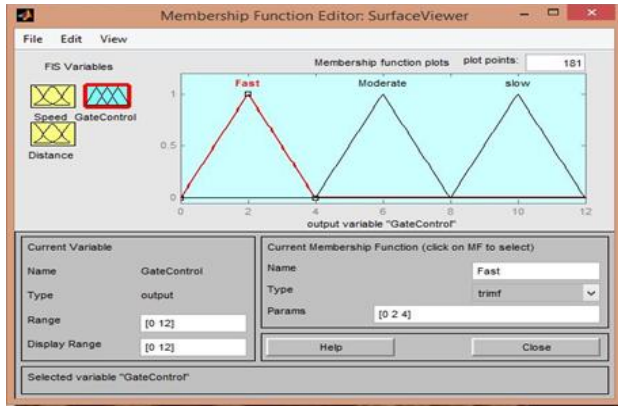 Membership Function Editor: SurfaceViewer
File Edit View
FIS Variables
Speed GateControl
Distance
Membership function plots plot points: 181
Fast Moderate slow
1
0.5
0
0 2 4 6 8 10 12
output variable "GateControl"
Current Variable
Name GateControl
Type output
Range [0 12]
Display Range [0 12]
Current Membership Function (click on MF to select)
Name Fast
Type trimf
Params [0 2 4]
Help Close
Selected variable "GateControl"